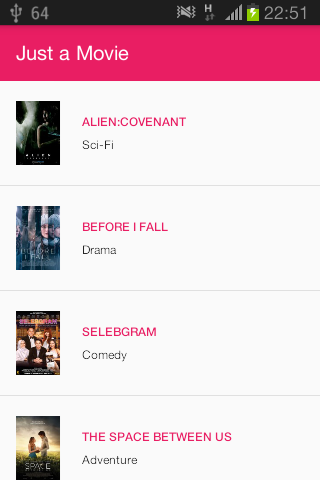 64
H
22:51
Just a Movie
ALIEN:COVENANT
Sci-Fi
ALIEN
BEFORE I FALL
Drama
BEFORE I FALL
SELEBGRAM
Comedy
SELEBGRAM
THE SPACE BETWEEN US
Adventure
SPACE